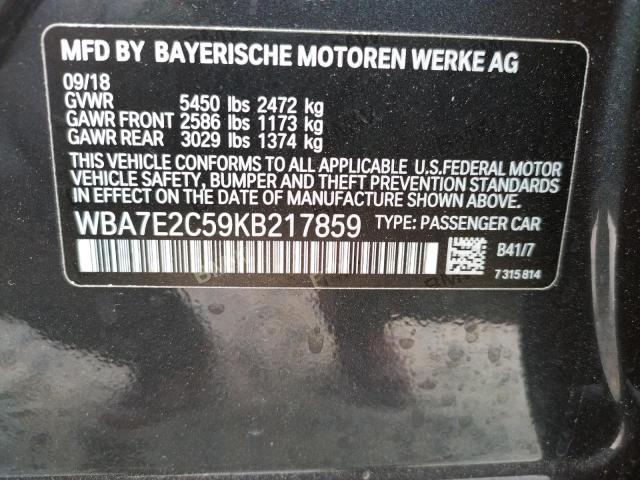 MFD BY BAYERISCHE MOTOREN WERKE AG
09/18
GVWR 5450 lbs 2472 kg
GAWR FRONT 2586 lbs 1173 kg
GAWR REAR 3029 lbs 1374 kg
THIS VEHICLE CONFORMS TO ALL APPLICABLE U.S.FEDERAL MOTOR
VEHICLE SAFETY, BUMPER AND THEFT PREVENTION STANDARDS
IN EFFECT ON THE DATE OF MANUFACTURE SHOWN ABOVE.
WBA7E2C59KB217859 TYPE: PASSENGER CAR
B41/7
7 315 814